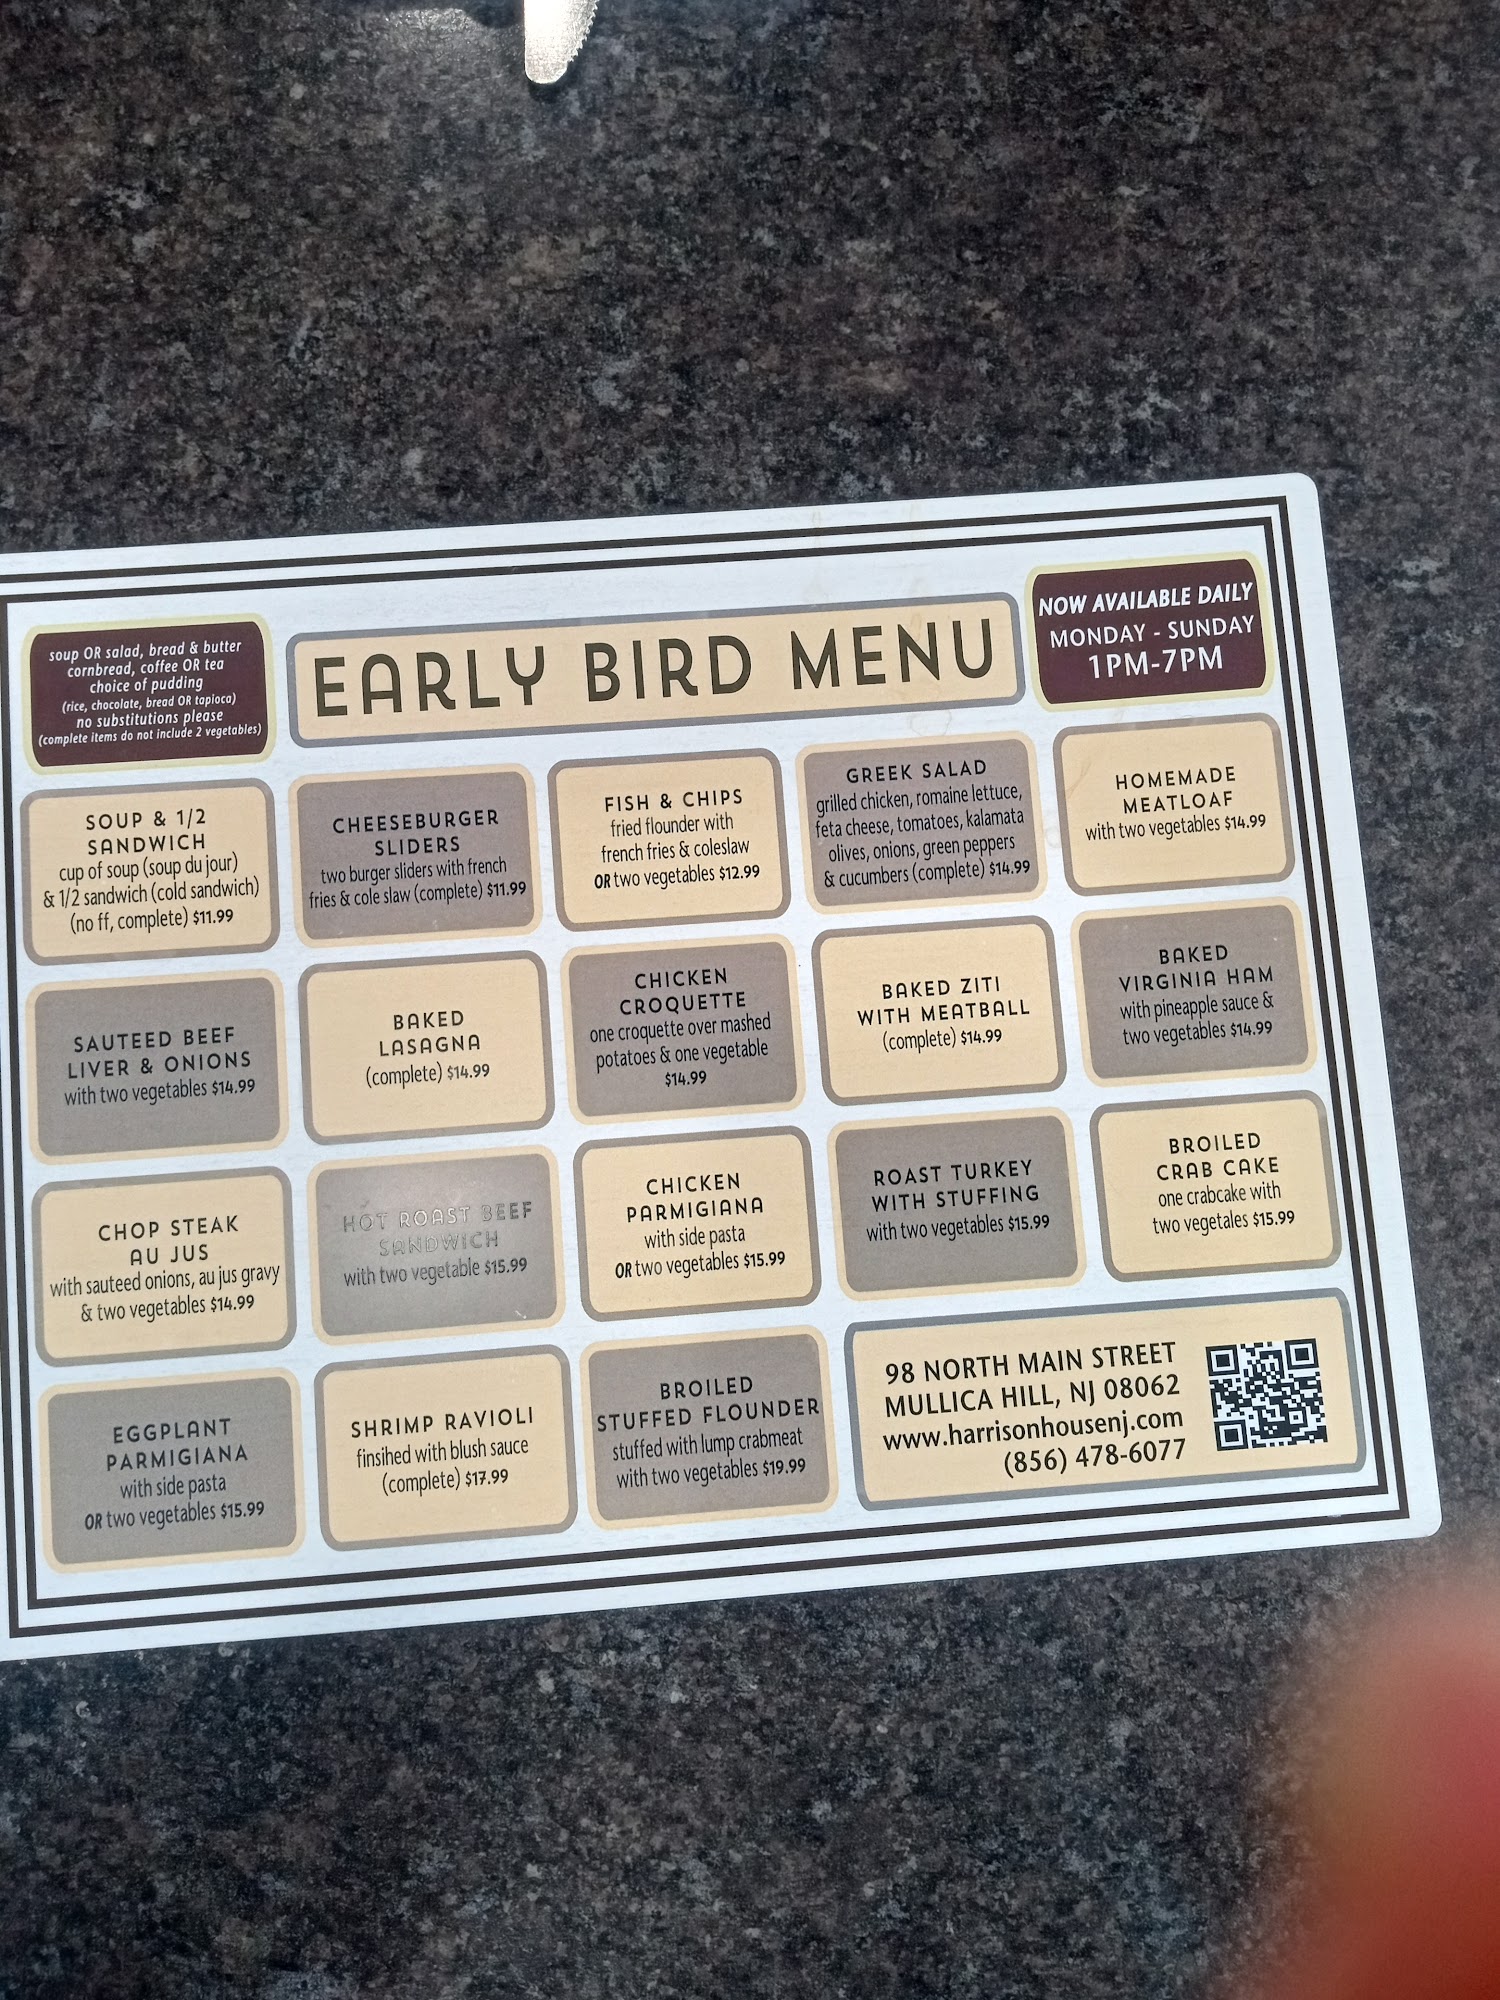 soup OR salad, bread & butter
cornbread, coffee OR tea
choice of pudding
(rice, chocolate, bread OR tapioca)
no substitutions please
(complete items do not include 2 vegetables)
EARLY BIRD MENU
NOW AVAILABLE DAILY
MONDAY - SUNDAY
1PM-7PM
SOUP & 1/2
SANDWICH
cup of soup (soup du jour)
& 1/2 sandwich (cold sandwich)
(no ff, complete) $11.99
CHEESEBURGER
SLIDERS
two burger sliders with french
fries & cole slaw (complete) $11.99
FISH & CHIPS
fried flounder with
french fries & coleslaw
OR two vegetables $12.99
GREEK SALAD
grilled chicken, romaine lettuce,
feta cheese, tomatoes, kalamata
olives, onions, green peppers
& cucumbers (complete) $14.99
HOMEMADE
MEATLOAF
with two vegetables $14.99
SAUTEED BEEF
LIVER & ONIONS
with two vegetables $14.99
BAKED
LASAGNA
(complete) $14.99
CHICKEN
CROQUETTE
one croquette over mashed
potatoes & one vegetable
$14.99
BAKED ZITI
WITH MEATBALL
(complete) $14.99
BAKED
VIRGINIA HAM
with pineapple sauce &
two vegetables $14.99
CHOP STEAK
AU JUS
with sauteed onions, au jus gravy
& two vegetables $14.99
HOT ROAST BEEF
SANDWICH
with two vegetable $15.99
CHICKEN
PARMIGIANA
with side pasta
OR two vegetables $15.99
ROAST TURKEY
WITH STUFFING
with two vegetables $15.99
BROILED
CRAB CAKE
one crabcake with
two vegetales $15.99
EGGPLANT
PARMIGIANA
with side pasta
OR two vegetables $15.99
SHRIMP RAVIOLI
finsihed with blush sauce
(complete) $17.99
BROILED
STUFFED FLOUNDER
stuffed with lump crabmeat
with two vegetables $19.99
98 NORTH MAIN STREET
MULLICA HILL, NJ 08062
www.harrisonhousenj.com
(856) 478-6077